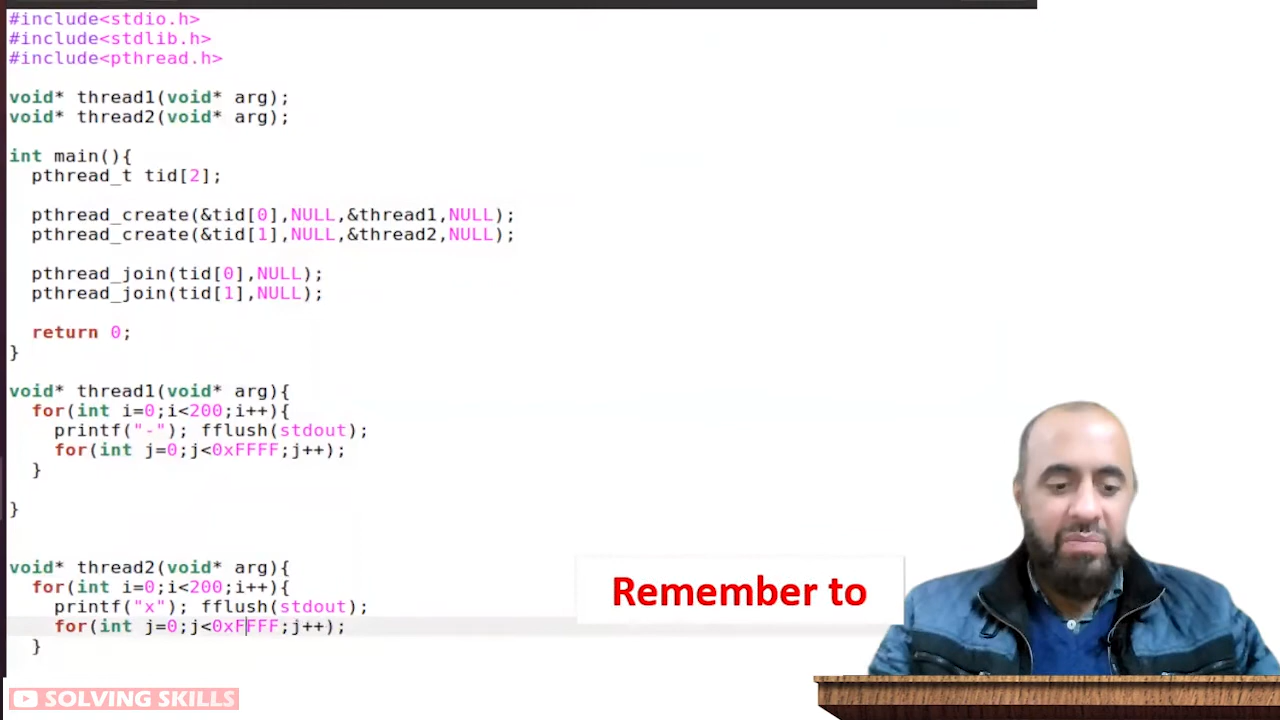 #include<stdio.h>
#include<stdlib.h>
#include<pthread.h>
void* thread1(void* arg);
void* thread2(void* arg);
int main(){
pthread_t tid[2];
pthread_create(&tid[0],NULL,&thread1,NULL);
pthread_create(&tid[1],NULL,&thread2,NULL);
pthread_join(tid[0],NULL);
pthread_join(tid[1],NULL);
return 0;
}
void* thread1(void* arg){
for(int i=0;i<200;i++){
printf("-"); fflush(stdout);
for(int j=0;j<0xFFFF;j++);
}
}
void* thread2(void* arg){
for(int i=0;i<200;i++){
printf("x"); fflush(stdout);
for(int j=0;j<0xFFFF;j++);
}
Remember to
SOLVING SKILLS